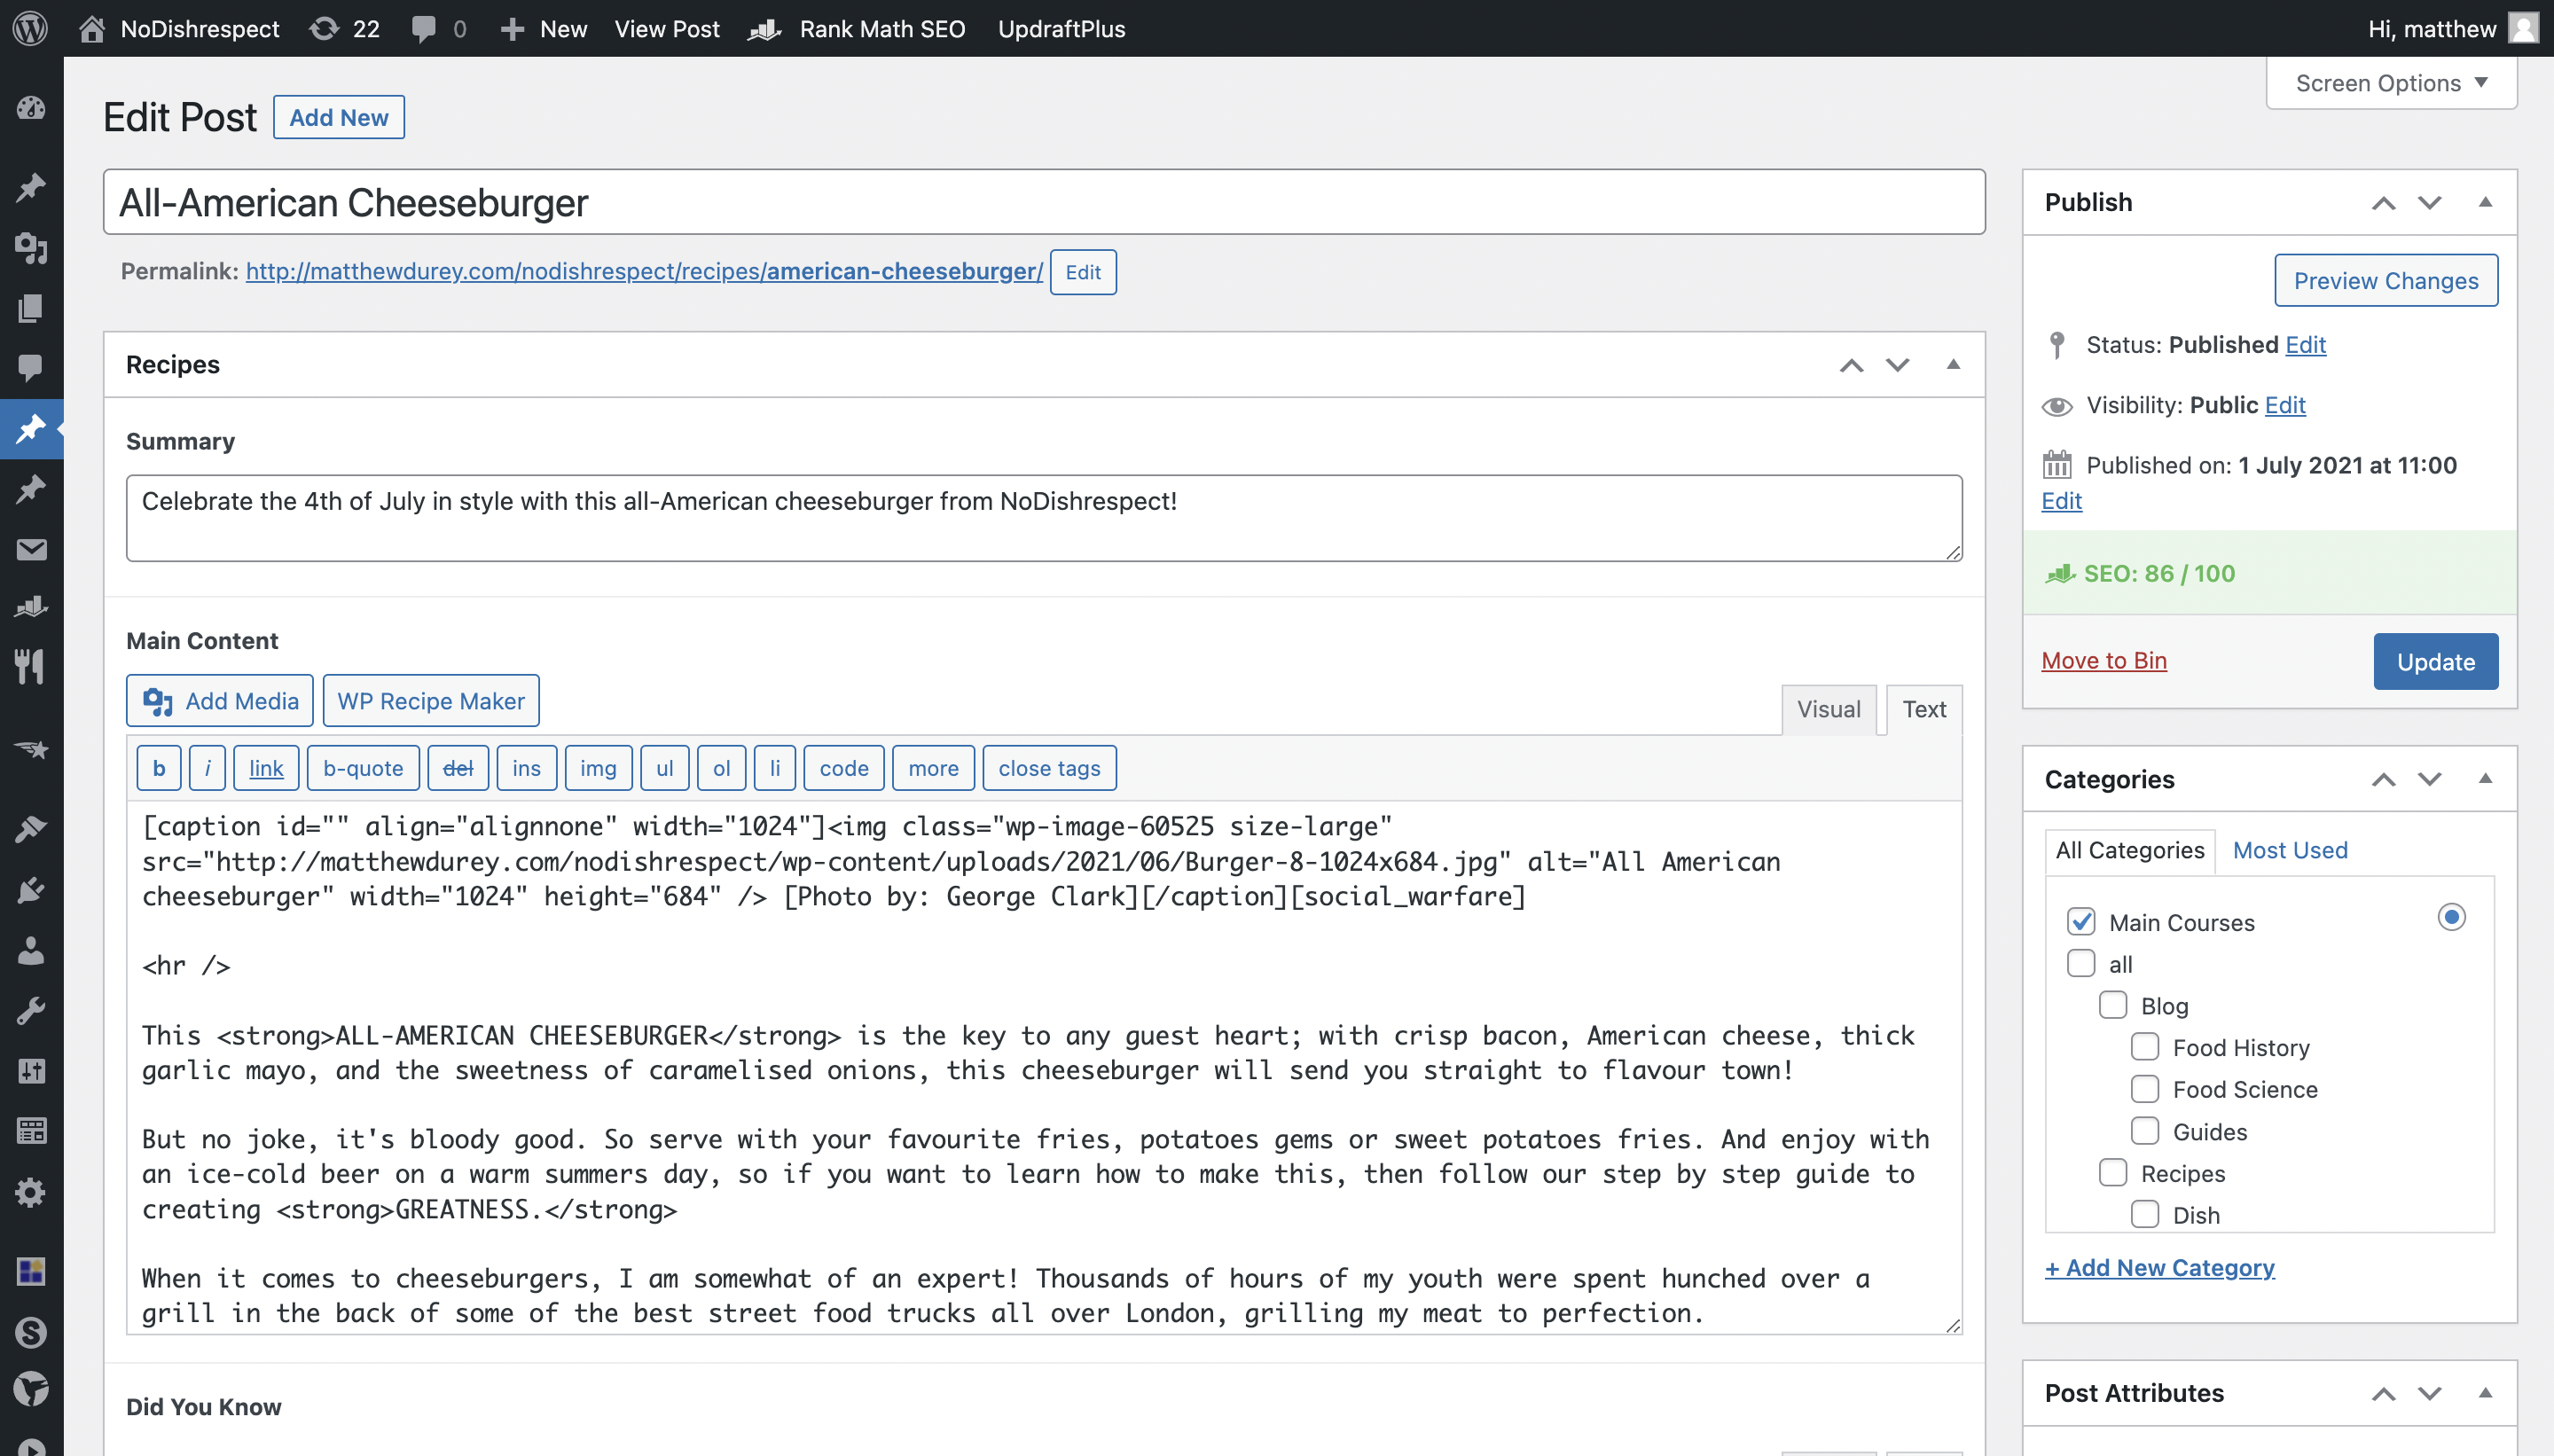 NoDishrespect 22 0 New View Post Rank Math SEO UpdraftPlus Hi, matthew
Screen Options
Edit Post Add New
All-American Cheeseburger
Permalink: http://matthewdurey.com/nodishrespect/recipes/american-cheeseburger/ Edit
Recipes
Summary
Celebrate the 4th of July in style with this all-American cheeseburger from NoDishrespect!
Main Content
Add Media WP Recipe Maker
Visual Text
b i link b-quote del ins img ul ol li code more close tags
[caption id="" align="alignnone" width="1024"]<img class="wp-image-60525 size-large"
src="http://matthewdurey.com/nodishrespect/wp-content/uploads/2021/06/Burger-8-1024x684.jpg" alt="All American
cheeseburger" width="1024" height="684" /> [Photo by: George Clark][/caption][social_warfare]
<hr />
This <strong>ALL-AMERICAN CHEESEBURGER</strong> is the key to any guest heart; with crisp bacon, American cheese, thick
garlic mayo, and the sweetness of caramelised onions, this cheeseburger will send you straight to flavour town!
But no joke, it's bloody good. So serve with your favourite fries, potatoes gems or sweet potatoes fries. And enjoy with
an ice-cold beer on a warm summers day, so if you want to learn how to make this, then follow our step by step guide to
creating <strong>GREATNESS.</strong>
When it comes to cheeseburgers, I am somewhat of an expert! Thousands of hours of my youth were spent hunched over a
grill in the back of some of the best street food trucks all over London, grilling my meat to perfection.
Did You Know
Publish
Preview Changes
Status: Published Edit
Visibility: Public Edit
Published on: 1 July 2021 at 11:00
Edit
SEO: 86 / 100
Move to Bin Update
Categories
All Categories Most Used
Main Courses
all
Blog
Food History
Food Science
Guides
Recipes
Dish
+ Add New Category
Post Attributes